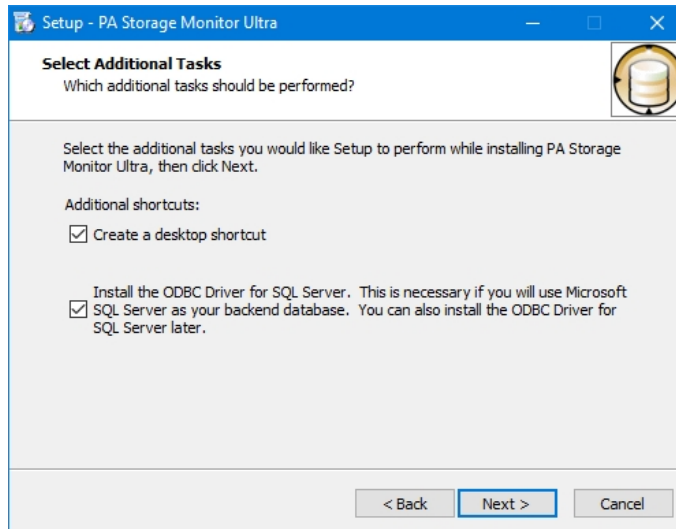 Setup - PA Storage Monitor Ultra
Select Additional Tasks
Which additional tasks should be performed?
Select the additional tasks you would like Setup to perform while installing PA Storage
Monitor Ultra, then click Next.
Additional shortcuts:
Create a desktop shortcut
Install the ODBC Driver for SQL Server.  This is necessary if you will use Microsoft
SQL Server as your backend database.  You can also install the ODBC Driver for
SQL Server later.
< Back
Next >
Cancel